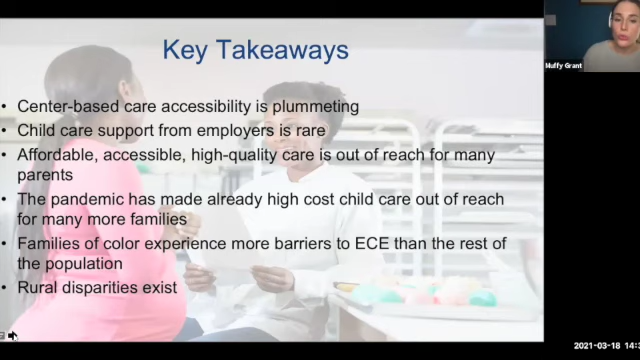 Key Takeaways
• Center-based care accessibility is plummeting
• Child care support from employers is rare
• Affordable, accessible, high-quality care is out of reach for many
parents
• The pandemic has made already high cost child care out of reach
for many more families
• Families of color experience more barriers to ECE than the rest of
the population
• Rural disparities exist
Muffy Grant
2021-03-18